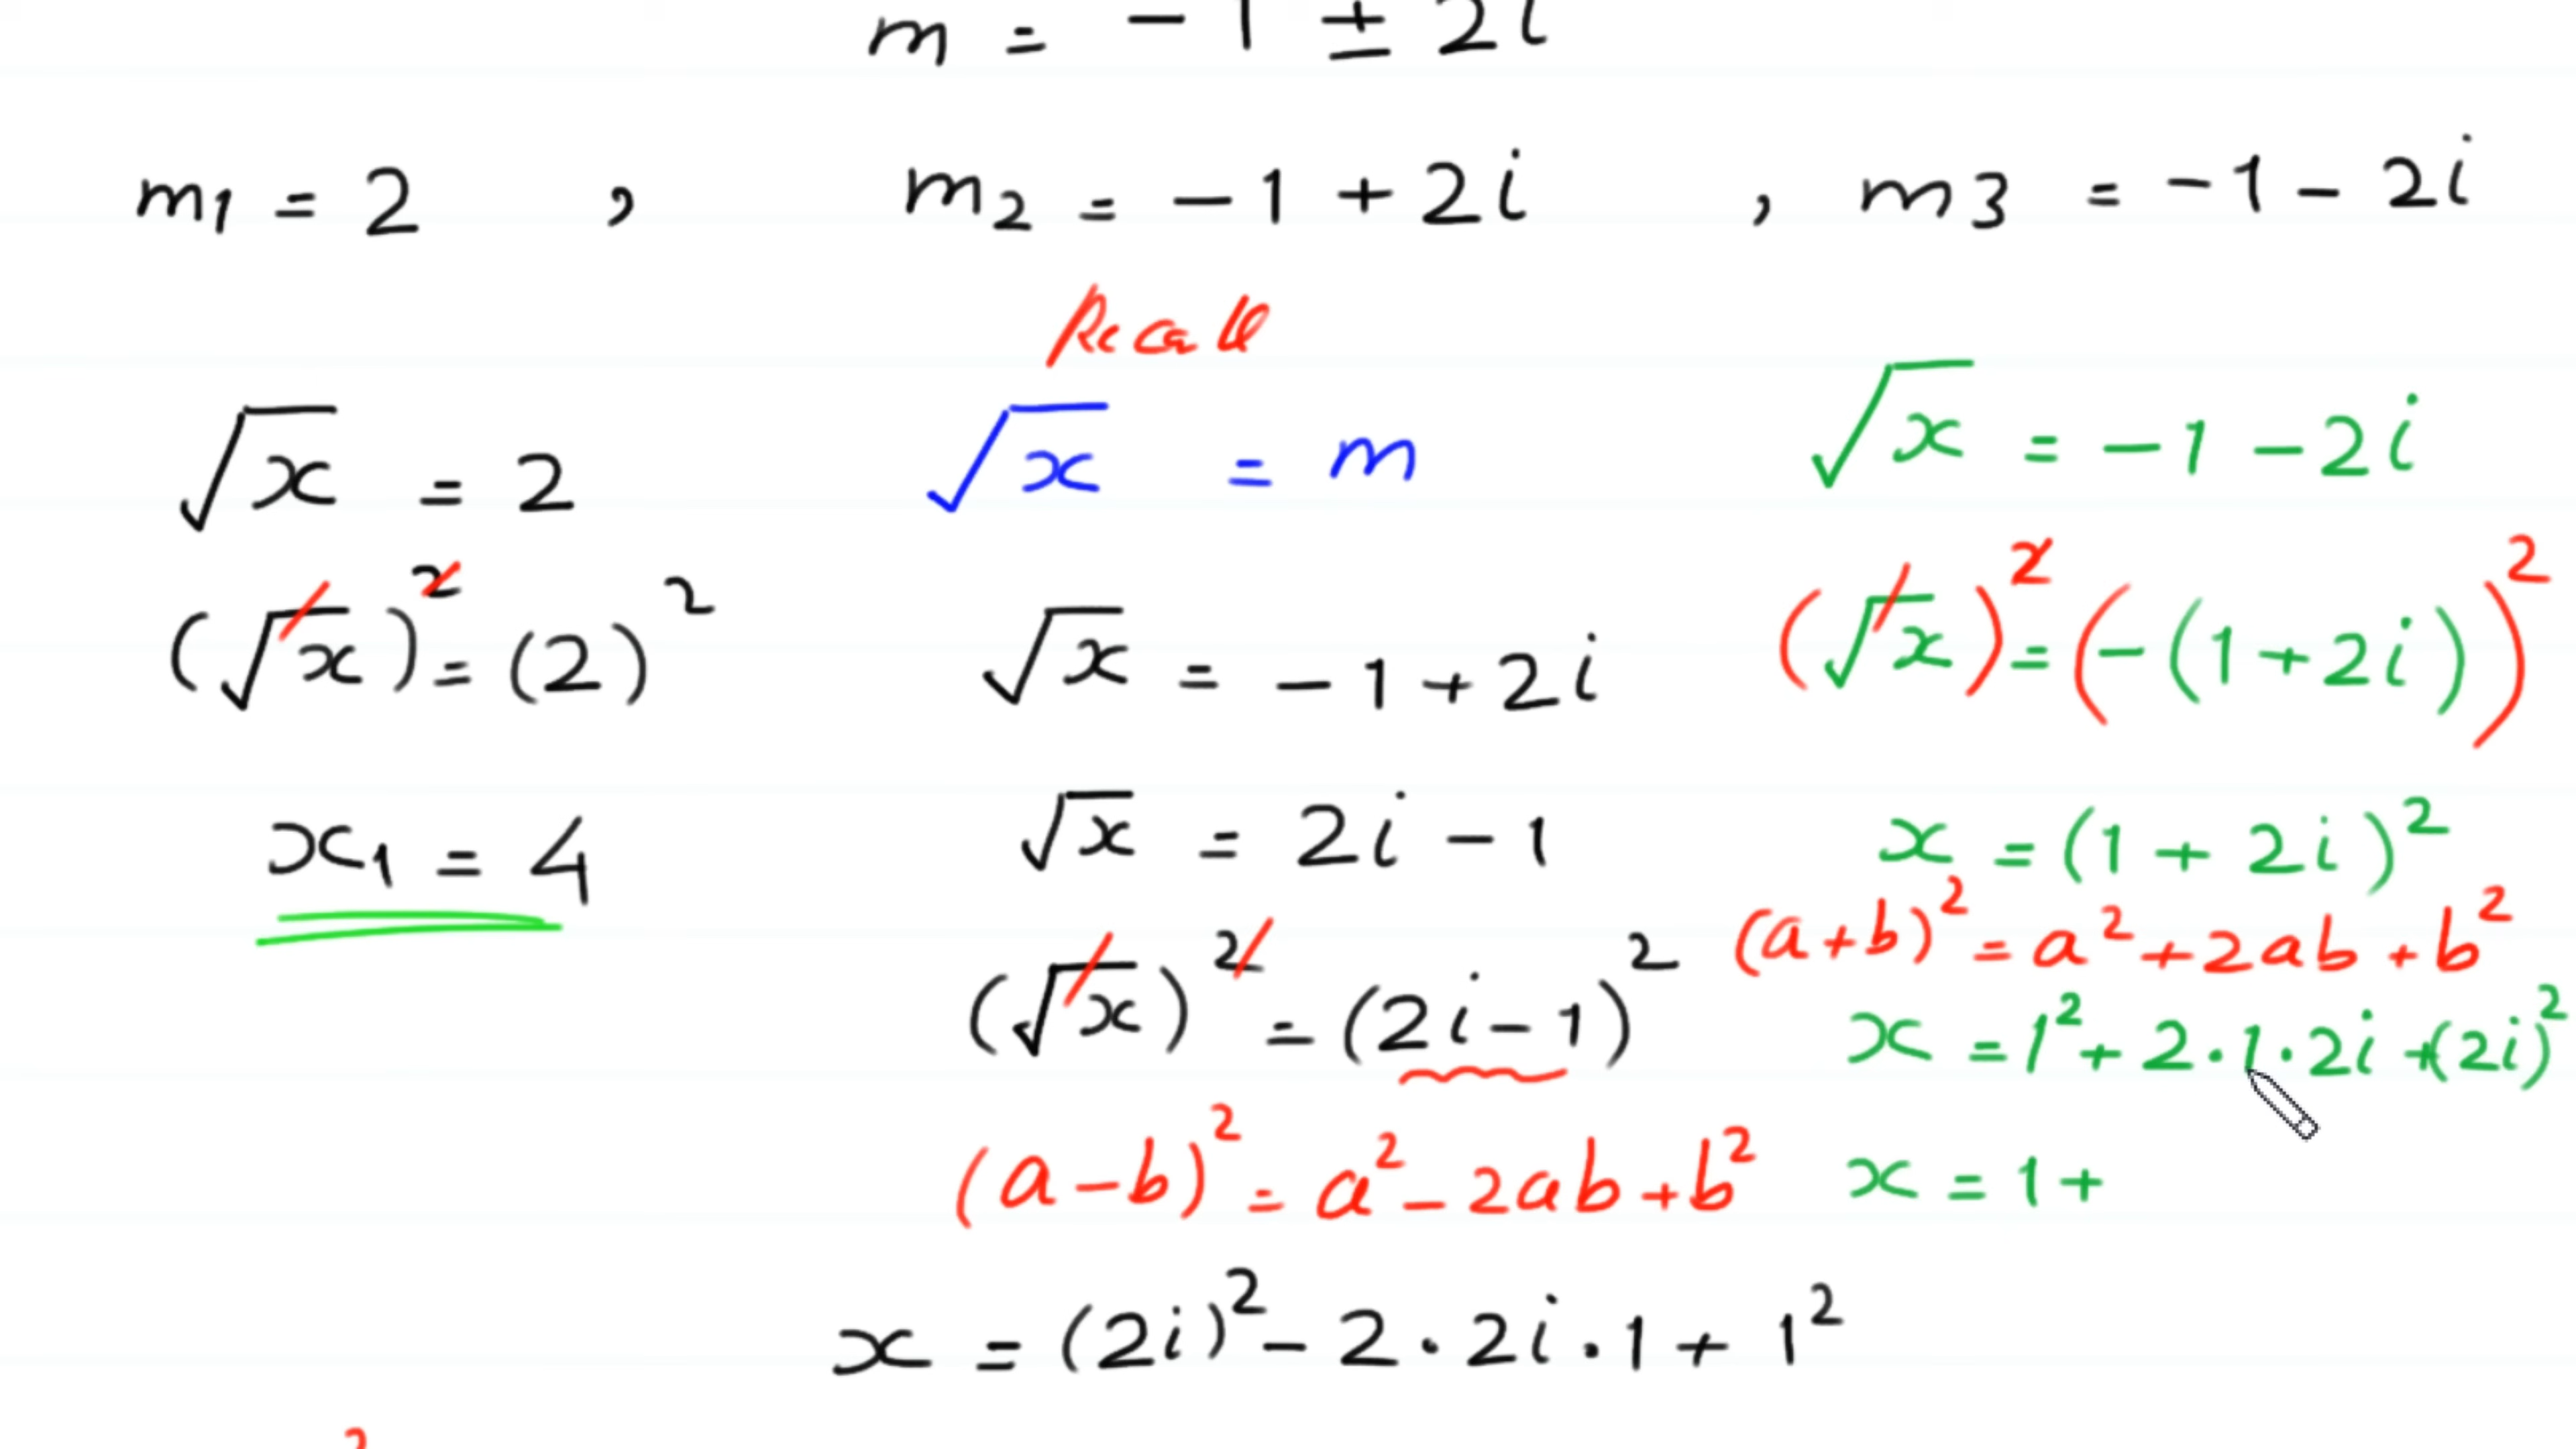 m = -1 ± 2i
m1 = 2 , m2 = -1 + 2i , m3 = -1 - 2i
Recall
√x = 2
(√x)² = (2)²
x1 = 4
√x = m
√x = -1 + 2i
√x = 2i - 1
(√x)² = (2i - 1)²
(a - b)² = a² - 2ab + b²
x = (2i)² - 2 · 2i · 1 + 1²
√x = -1 - 2i
(√x)² = (-(1 + 2i))²
x = (1 + 2i)²
(a + b)² = a² + 2ab + b²
x = 1² + 2 · 1 · 2i + (2i)²
x = 1 +